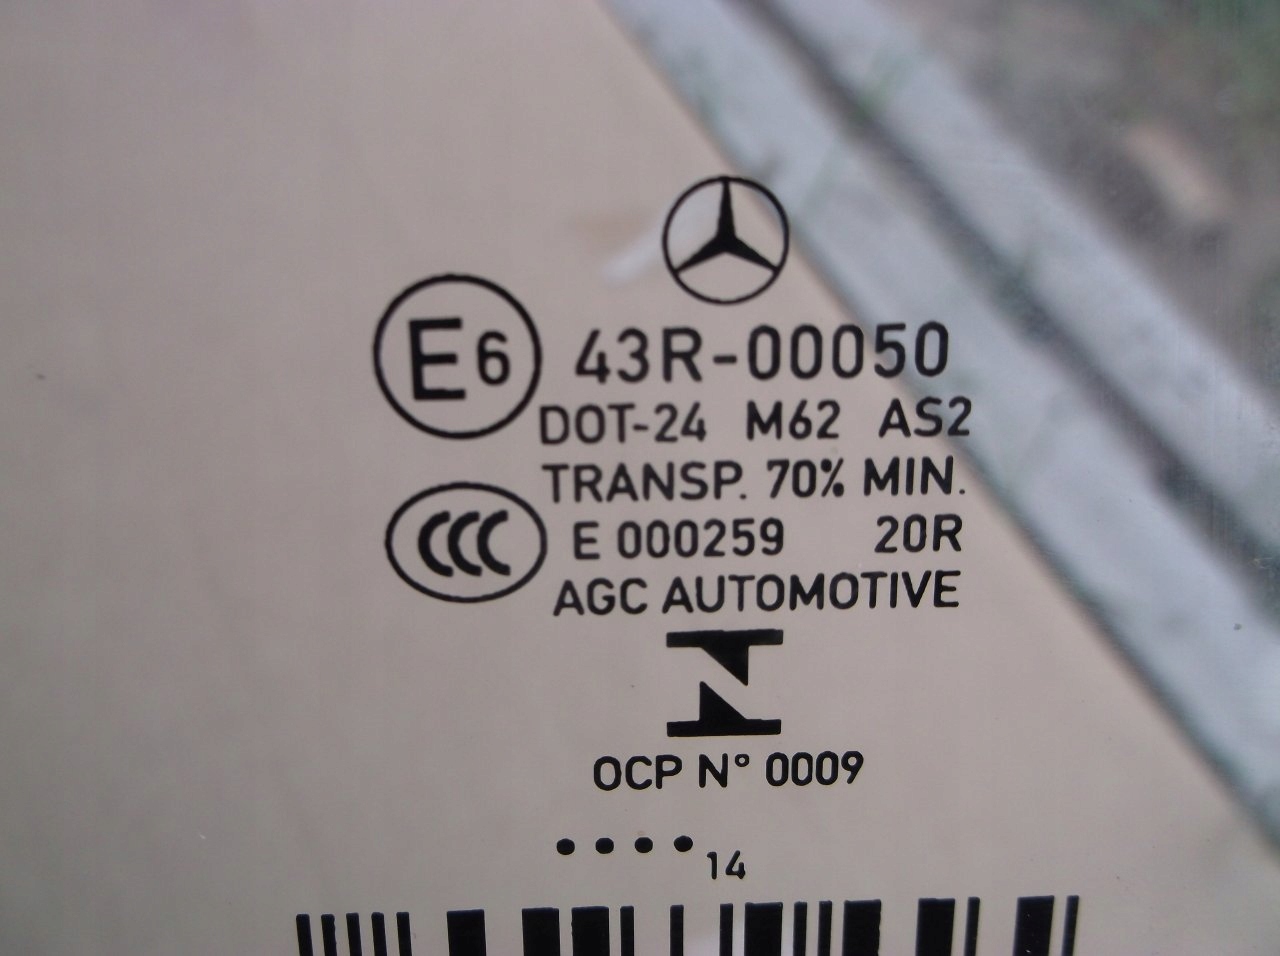 E6 43R-00050
DOT-24 M62 AS2
TRANSP. 70% MIN.
CCC E 000259 20R
AGC AUTOMOTIVE
OCP N° 0009
.... 14